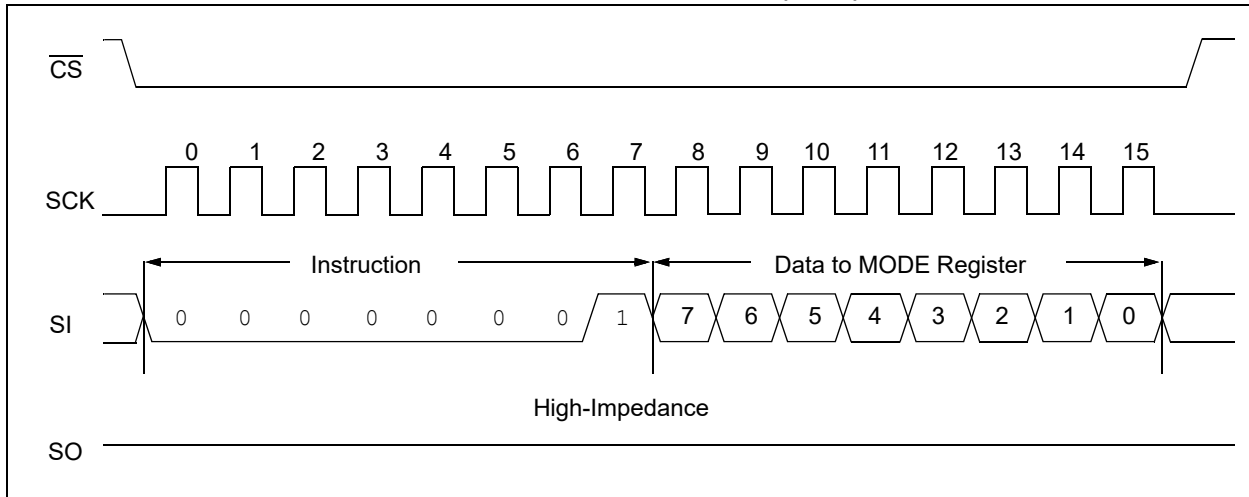 CS
0 1 2 3 4 5 6 7 8 9 10 11 12 13 14 15
SCK
Instruction Data to MODE Register
SI 0 0 0 0 0 0 0 1 7 6 5 4 3 2 1 0
High-Impedance
SO